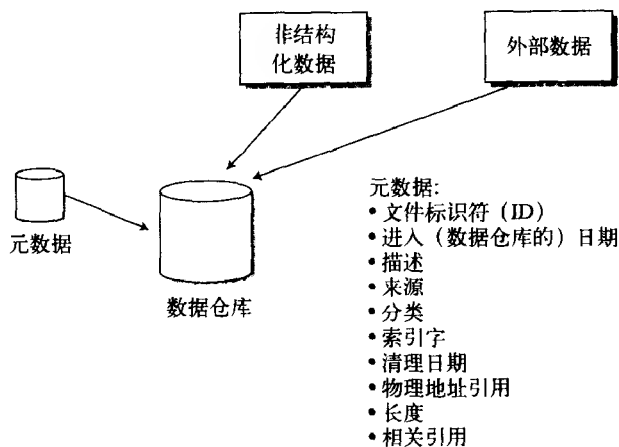 非结构
化数据
外部数据
元数据
数据仓库
元数据:
•文件标识符（ID）
•进入（数据仓库的）日期
•描述
•来源
•分类
•索引字
•清理日期
•物理地址引用
•长度
•相关引用